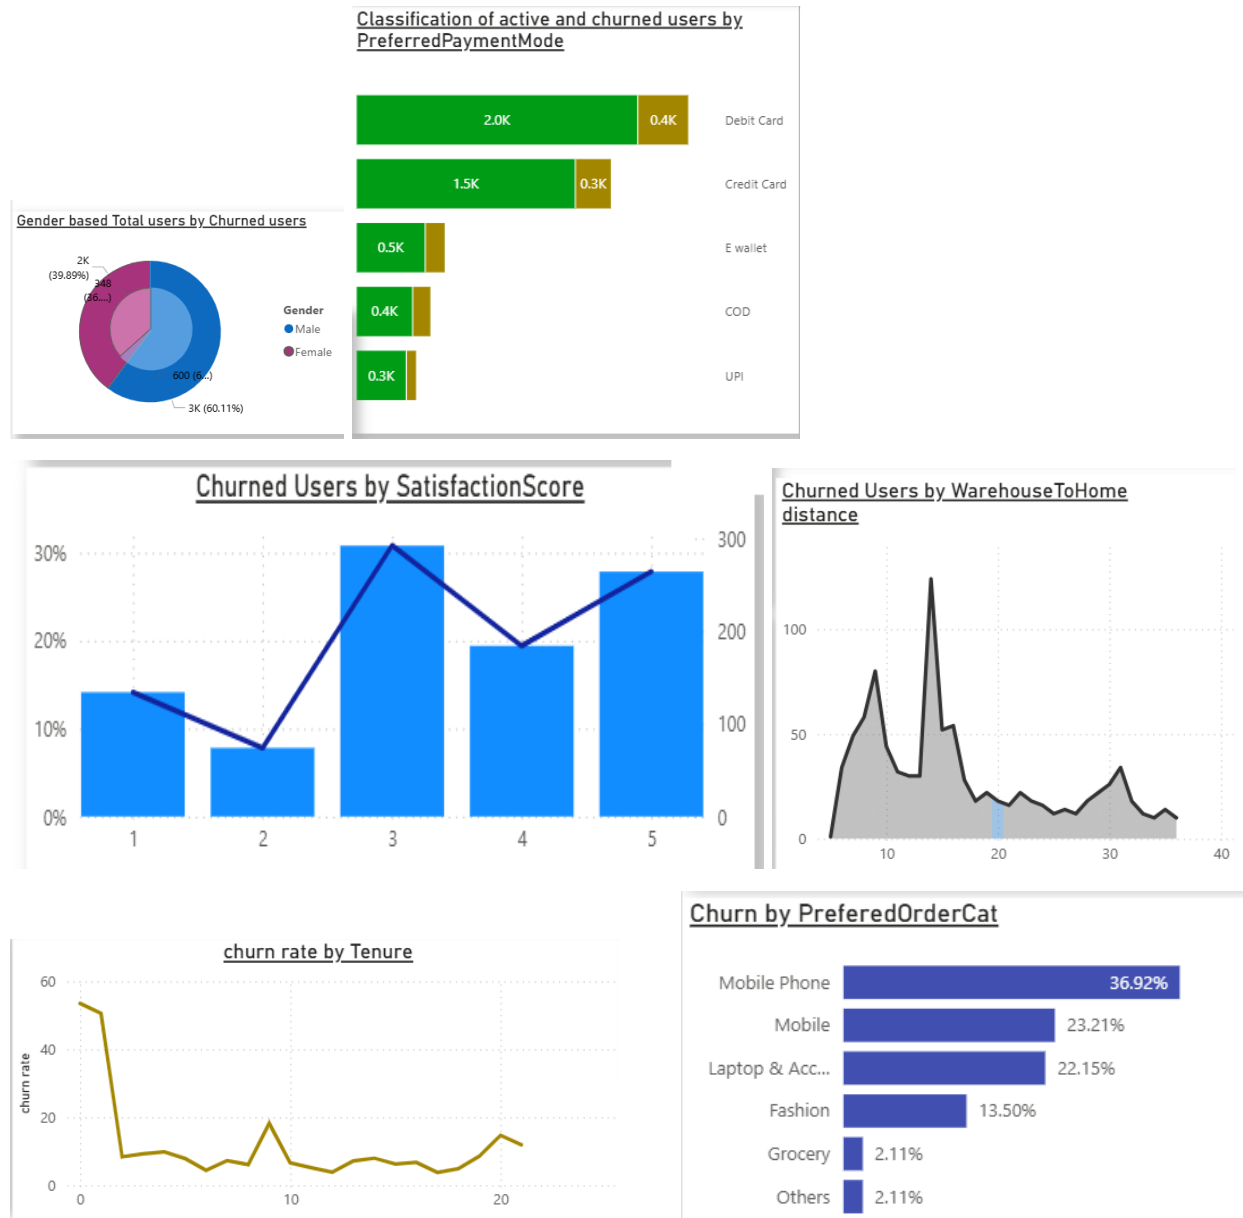 Classification of active and churned users by
PreferredPaymentMode
2.0K
0.4K
Debit Card
1.5K
0.3K
Credit Card
0.5K
E wallet
0.4K
COD
0.3K
UPI
Gender based Total users by Churned users
2K
(39.89%)
348
(36....)
600 (6...)
3K (60.11%)
Gender
Male
Female
Churned Users by SatisfactionScore
30%
20%
10%
0%
300
200
100
0
1
2
3
4
5
Churned Users by WarehouseToHome
distance
100
50
0
10
20
30
40
churn rate by Tenure
churn rate
60
40
20
0
0
10
20
Churn by PreferedOrderCat
Mobile Phone
36.92%
Mobile
23.21%
Laptop & Acc...
22.15%
Fashion
13.50%
Grocery
2.11%
Others
2.11%